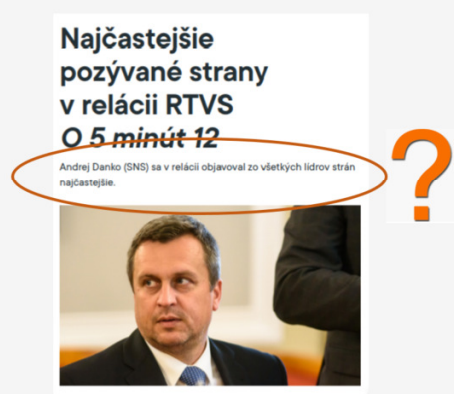 Najčastejšie
pozývané strany
v relácii RTVS
O 5 minút 12
Andrej Danko (SNS) sa v relácii objavoval zo všetkých lídrov strán
najčastejšie.
?